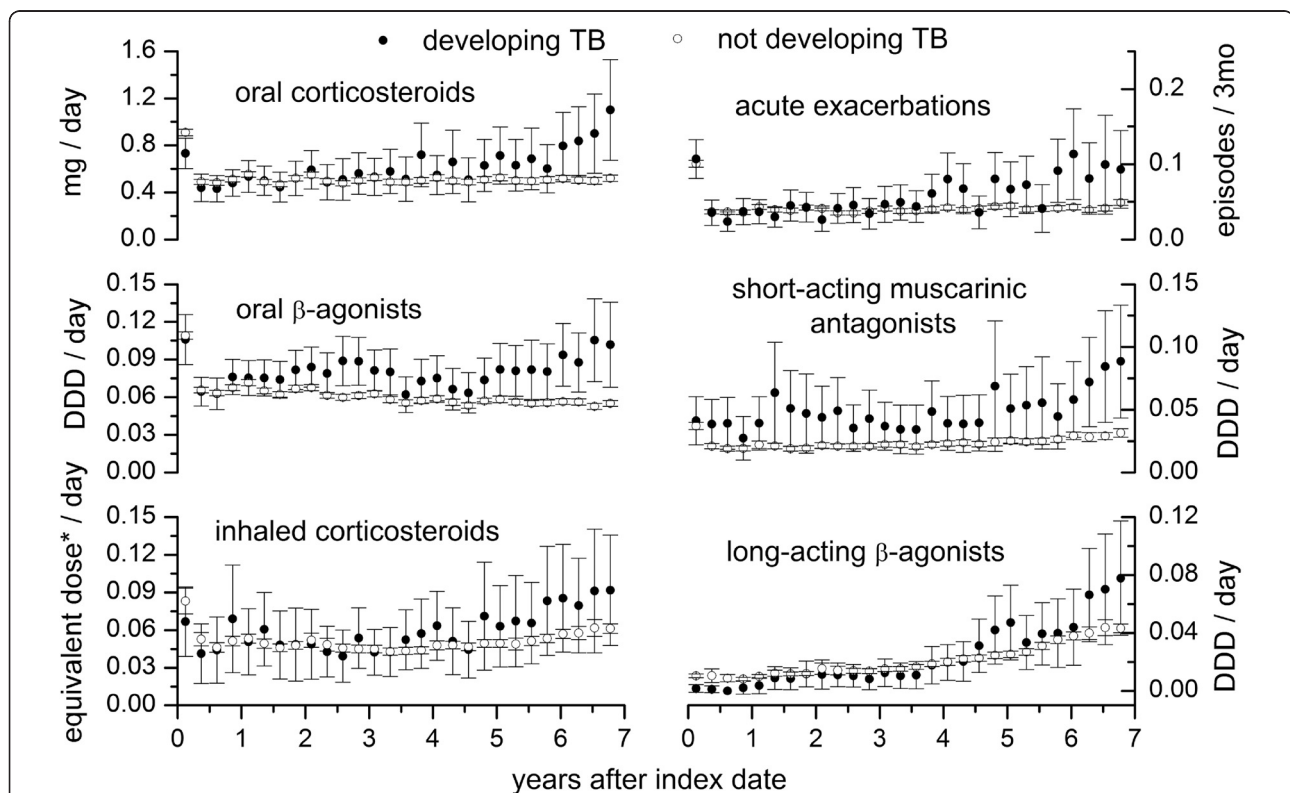 developing TB
not developing TB
mg / day
1.6
1.2
0.8
0.4
0.0
oral corticosteroids
acute exacerbations
0.2
0.1
0.0
episodes / 3mo
DDD / day
0.15
0.12
0.09
0.06
0.03
0.00
oral β-agonists
short-acting muscarinic
antagonists
0.15
0.10
0.05
0.00
DDD / day
equivalent dose* / day
0.15
0.12
0.09
0.06
0.03
0.00
inhaled corticosteroids
long-acting β-agonists
0.12
0.08
0.04
0.00
DDD / day
0 1 2 3 4 5 6 7
0 1 2 3 4 5 6 7
years after index date